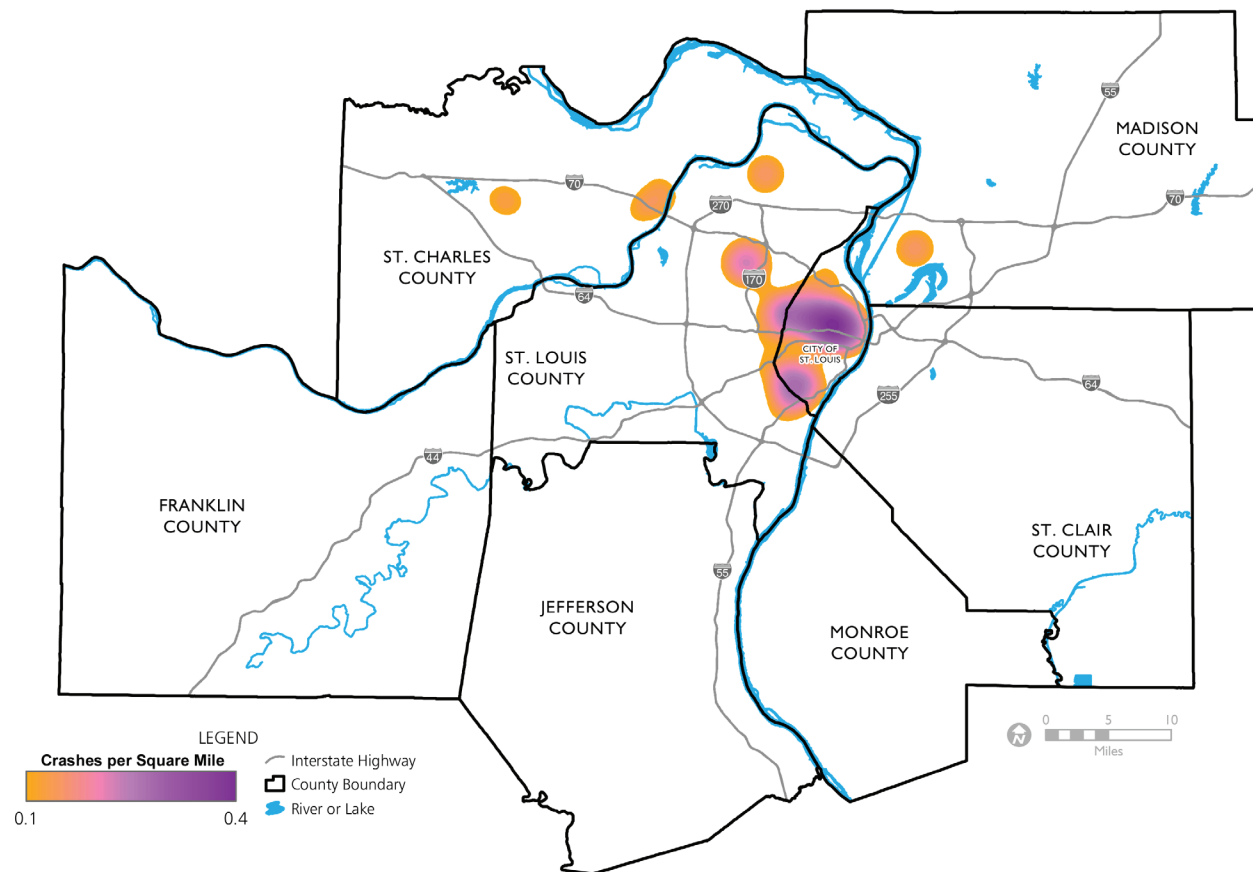 55
MADISON
COUNTY
70
70
270
ST. CHARLES
COUNTY
170
64
CITY OF
ST. LOUIS
ST. LOUIS
COUNTY
64
255
44
FRANKLIN
COUNTY
ST. CLAIR
COUNTY
55
JEFFERSON
COUNTY
MONROE
COUNTY
LEGEND
Crashes per Square Mile
0.1
0.4
Interstate Highway
County Boundary
River or Lake
N
0 5 10
Miles